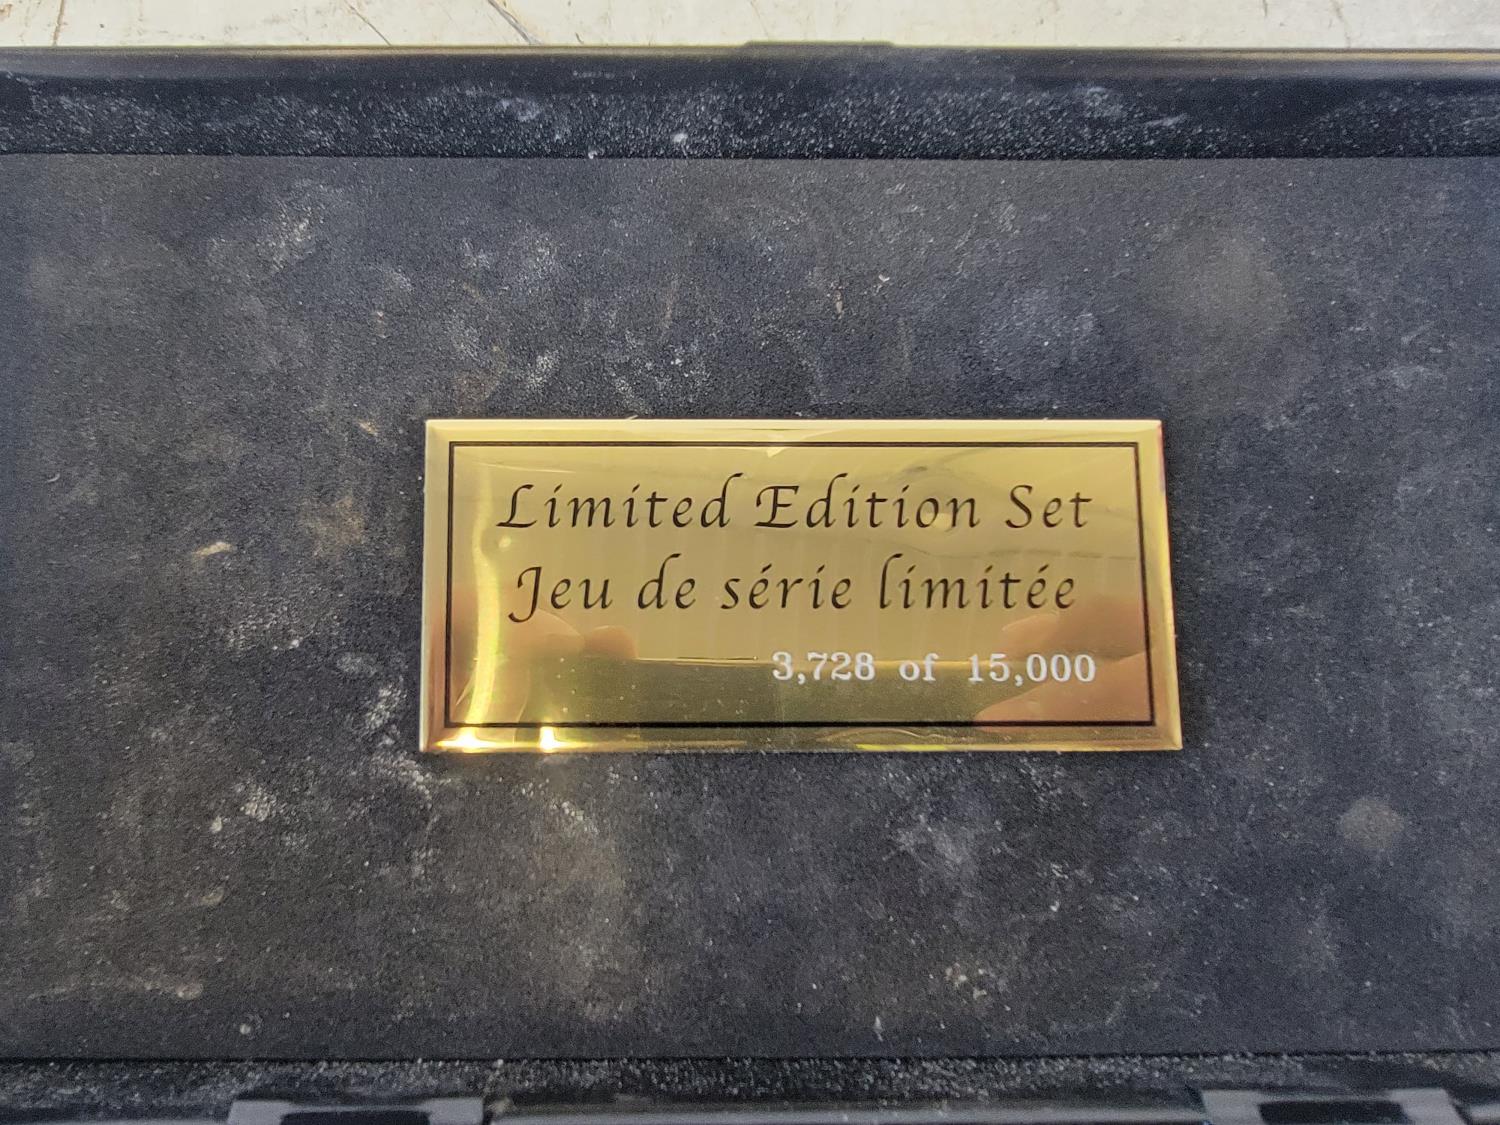 Limited Edition Set
Jeu de série limitée
3,728 of 15,000